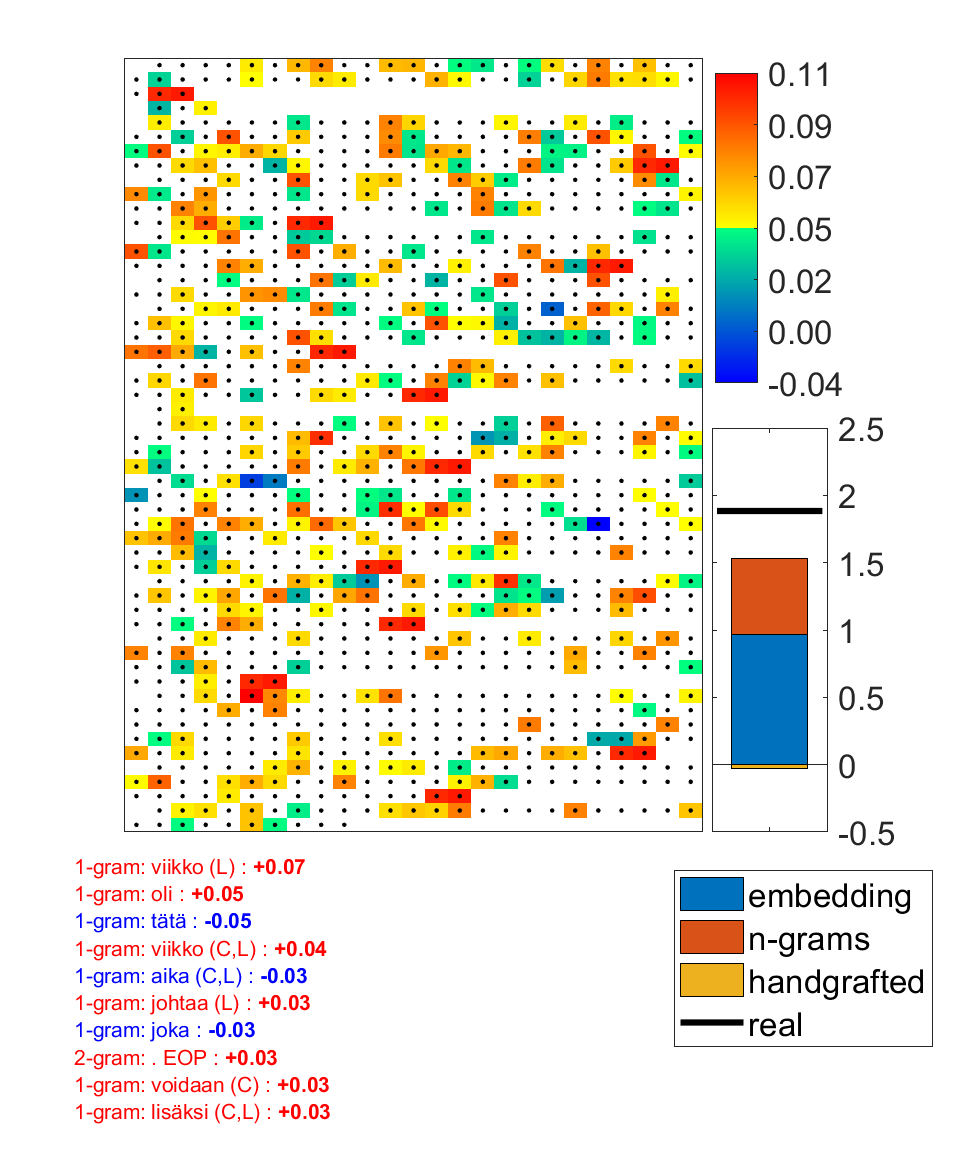 0.11
0.09
0.07
0.05
0.02
0.00
-0.04
2.5
2
1.5
1
0.5
0
-0.5
1-gram: viikko (L) : +0.07
1-gram: oli : +0.05
1-gram: tätä : -0.05
1-gram: viikko (C,L) : +0.04
1-gram: aika (C,L) : -0.03
1-gram: johtaa (L) : +0.03
1-gram: joka : -0.03
2-gram: . EOP : +0.03
1-gram: voidaan (C) : +0.03
1-gram: lisäksi (C,L) : +0.03
embedding
n-grams
handgrafted
real